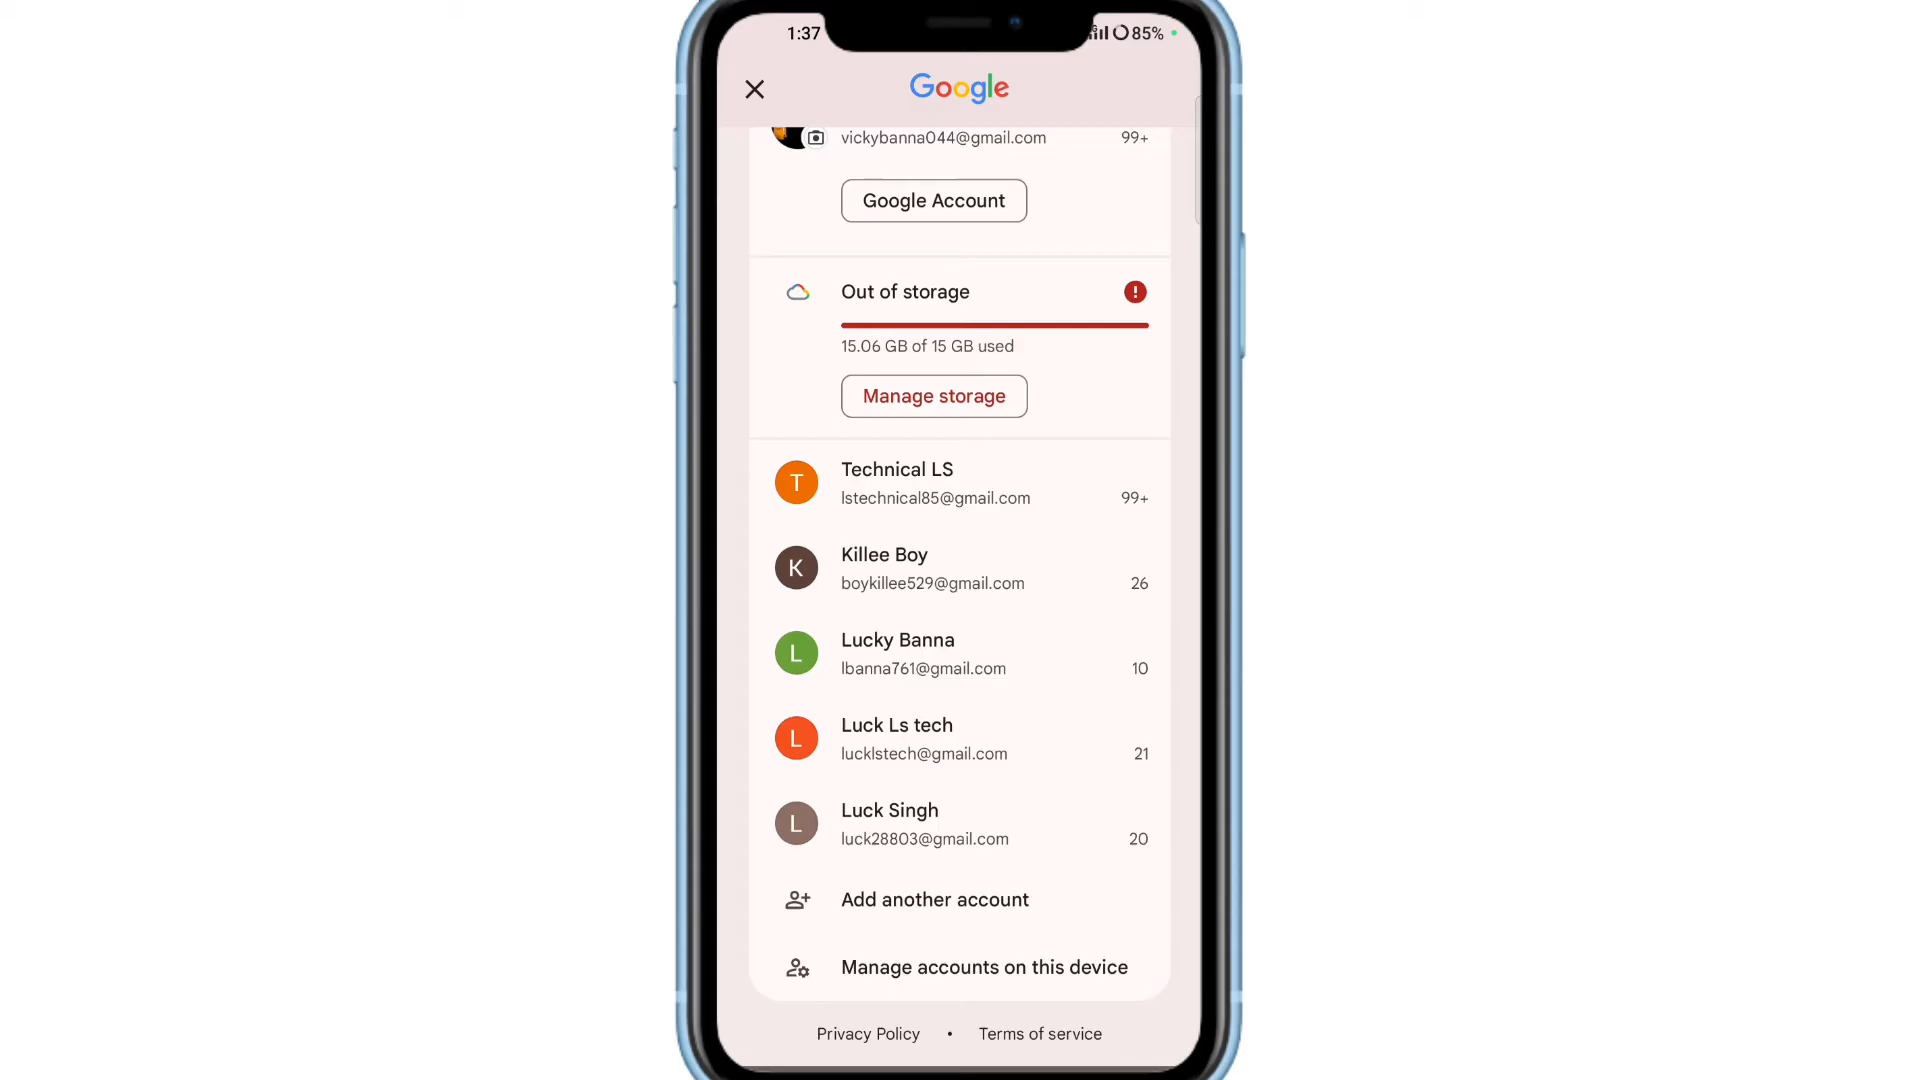 1:37
85%
Google
vickybanna044@gmail.com 99+
Google Account
Out of storage
15.06 GB of 15 GB used
Manage storage
T
Technical LS
lstechnical85@gmail.com 99+
K
Killee Boy
boykillee529@gmail.com 26
L
Lucky Banna
lbanna761@gmail.com 10
L
Luck Ls tech
lucklstech@gmail.com 21
L
Luck Singh
luck28803@gmail.com 20
Add another account
Manage accounts on this device
Privacy Policy • Terms of service